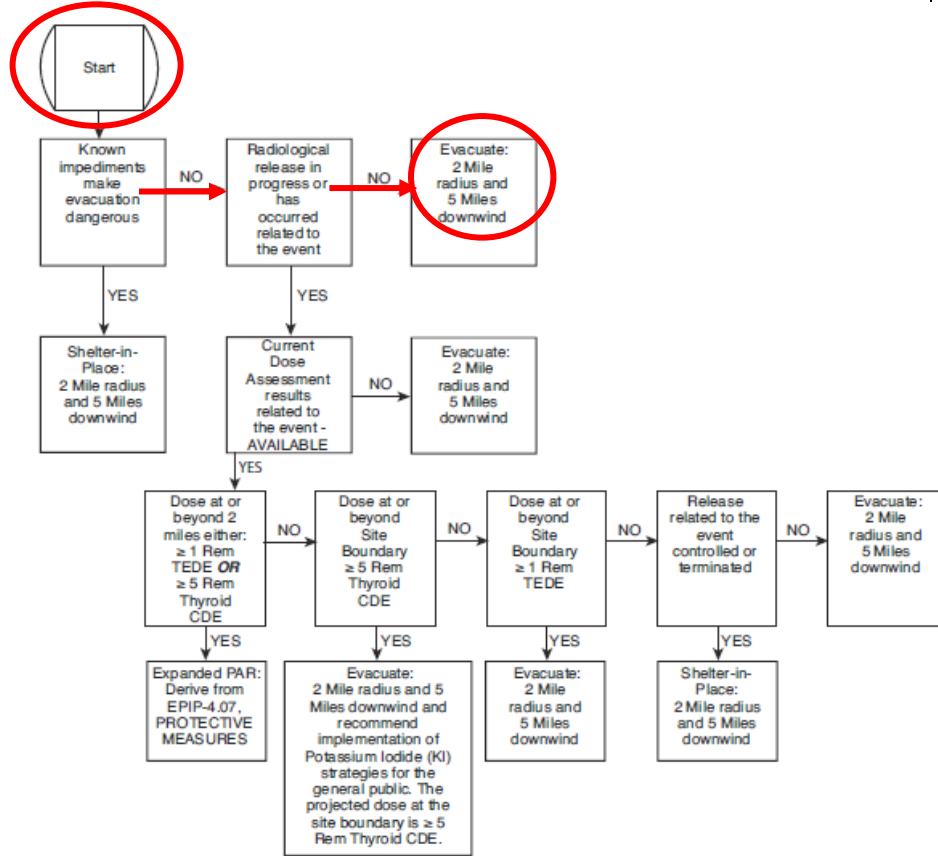 Start
Known
impediments
make
evacuation
dangerous
NO
Radiological
release in
progress or
has
occurred
related to
the event
NO
Evacuate:
2 Mile
radius and
5 Miles
downwind
YES
YES
Shelter-in-
Place:
2 Mile radius
and 5 Miles
downwind
Current
Dose
Assessment
results
related to
the event -
AVAILABLE
NO
Evacuate:
2 Mile
radius and
5 Miles
downwind
YES
Dose at or
beyond 2
miles either:
≥ 1 Rem
TEDE OR
≥ 5 Rem
Thyroid
CDE
NO
Dose at or
beyond
Site
Boundary
≥ 5 Rem
Thyroid
CDE
NO
Dose at or
beyond
Site
Boundary
≥ 1 Rem
TEDE
NO
Release
related to the
event
controlled or
terminated
NO
Evacuate:
2 Mile
radius and
5 Miles
downwind
YES
YES
YES
YES
Expanded PAR:
Derive from
EPIP-4.07,
PROTECTIVE
MEASURES
Evacuate:
2 Mile radius and 5
Miles downwind and
recommend
implementation of
Potassium Iodide (KI)
strategies for the
general public. The
projected dose at the
site boundary is ≥ 5
Rem Thyroid CDE.
Evacuate:
2 Mile
radius and
5 Miles
downwind
Shelter-in-
Place:
2 Mile radius
and 5 Miles
downwind